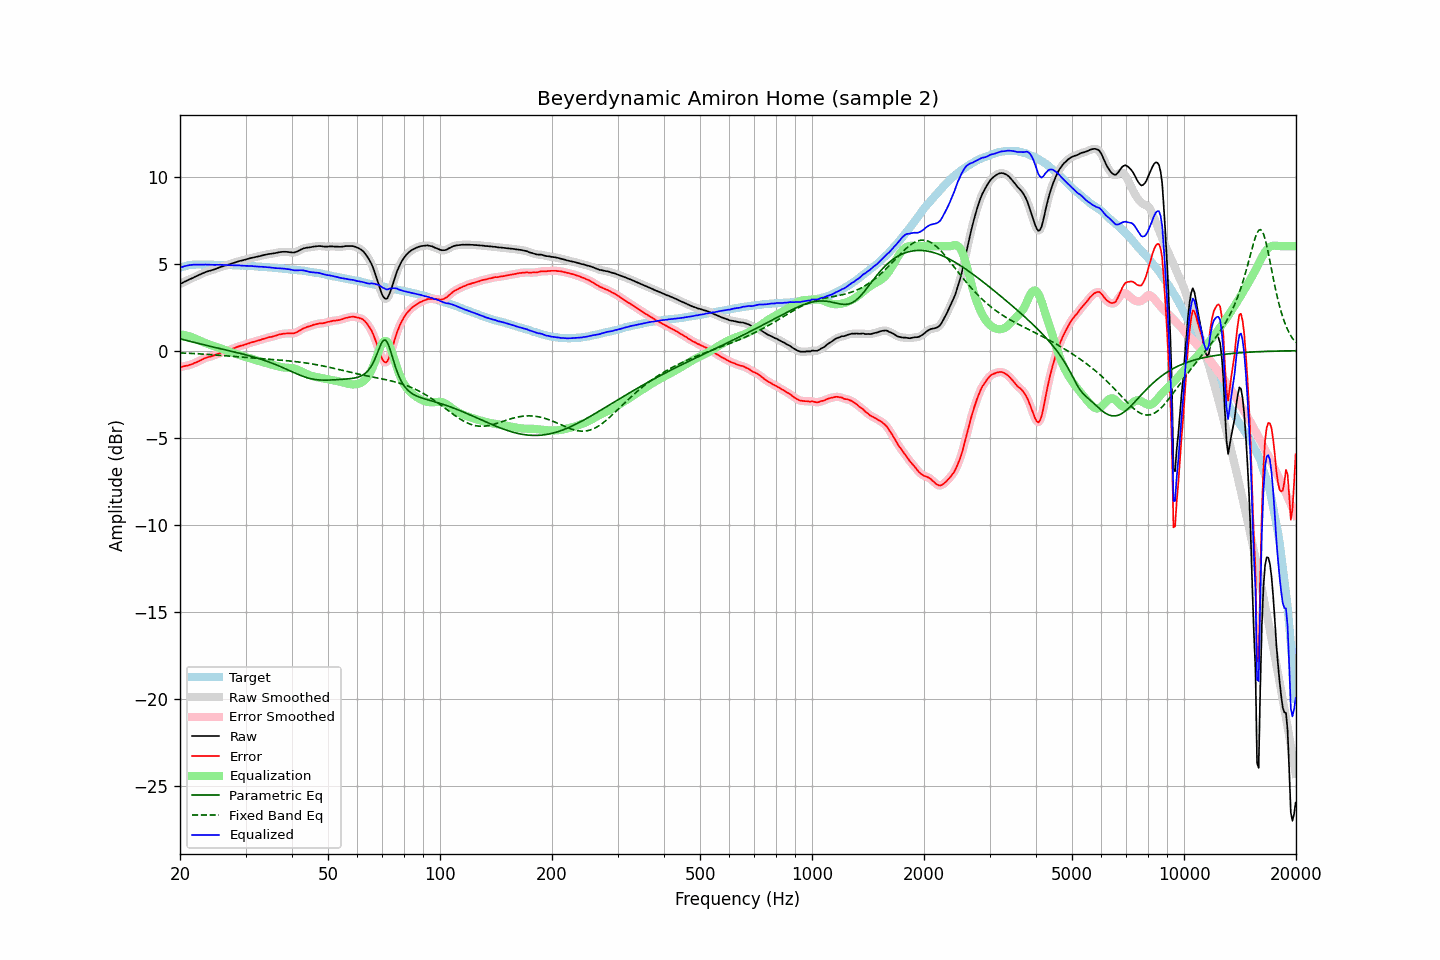 Beyerdynamic Amiron Home (sample 2)
Amplitude (dBr)
10
5
0
−5
−10
−15
−20
−25
Target
Raw Smoothed
Error Smoothed
Raw
Error
Equalization
Parametric Eq
Fixed Band Eq
Equalized
20 50 100 200 500 1000 2000 5000 10000 20000
Frequency (Hz)